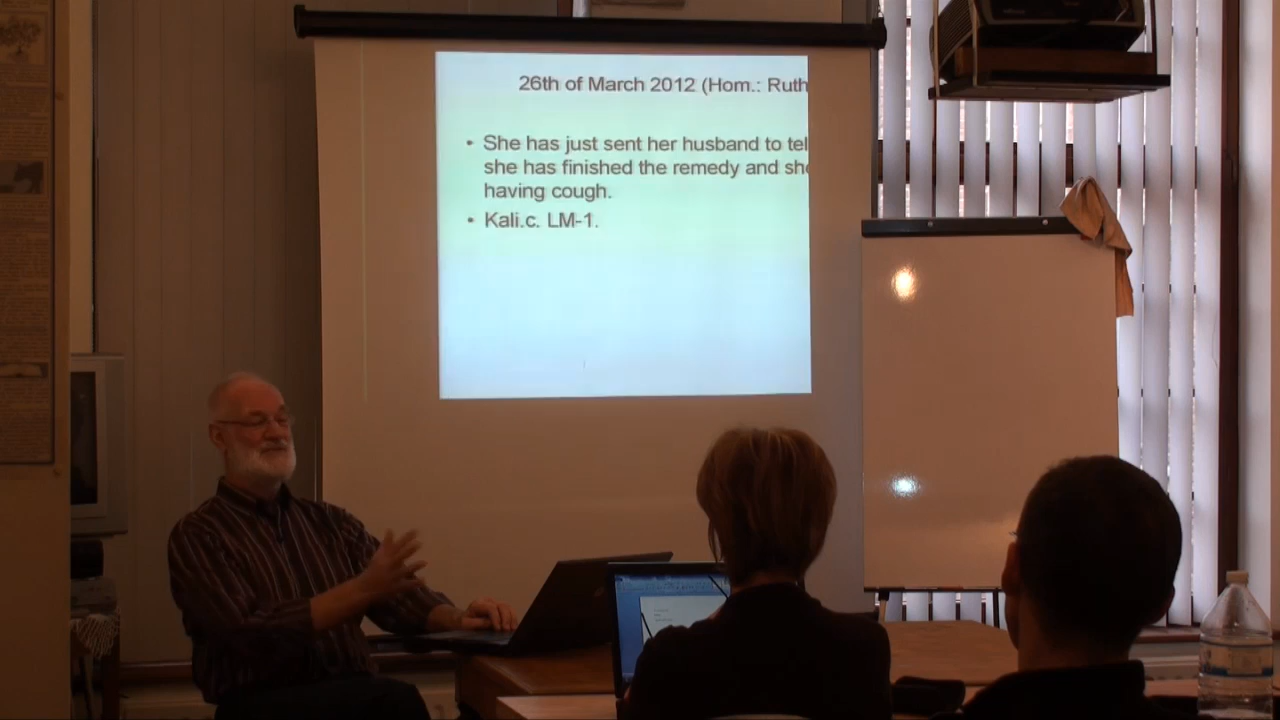 26th of March 2012 (Hom.: Ruth
• She has just sent her husband to tel
she has finished the remedy and she
having cough.
• Kali.c. LM-1.